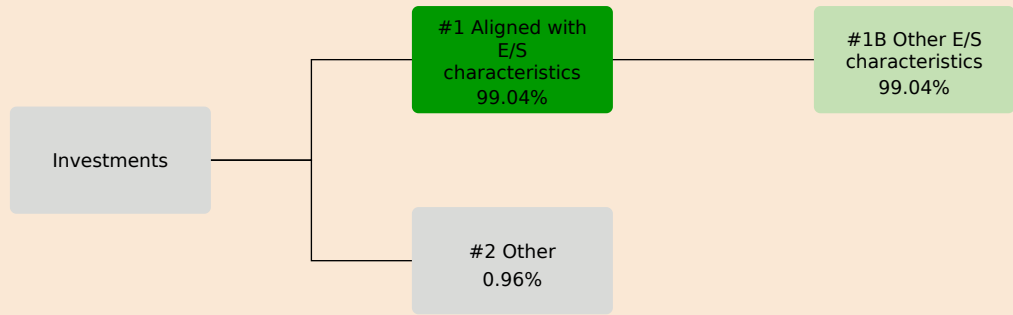 #1 Aligned with
E/S
characteristics
99.04%
#1B Other E/S
characteristics
99.04%
Investments
#2 Other
0.96%